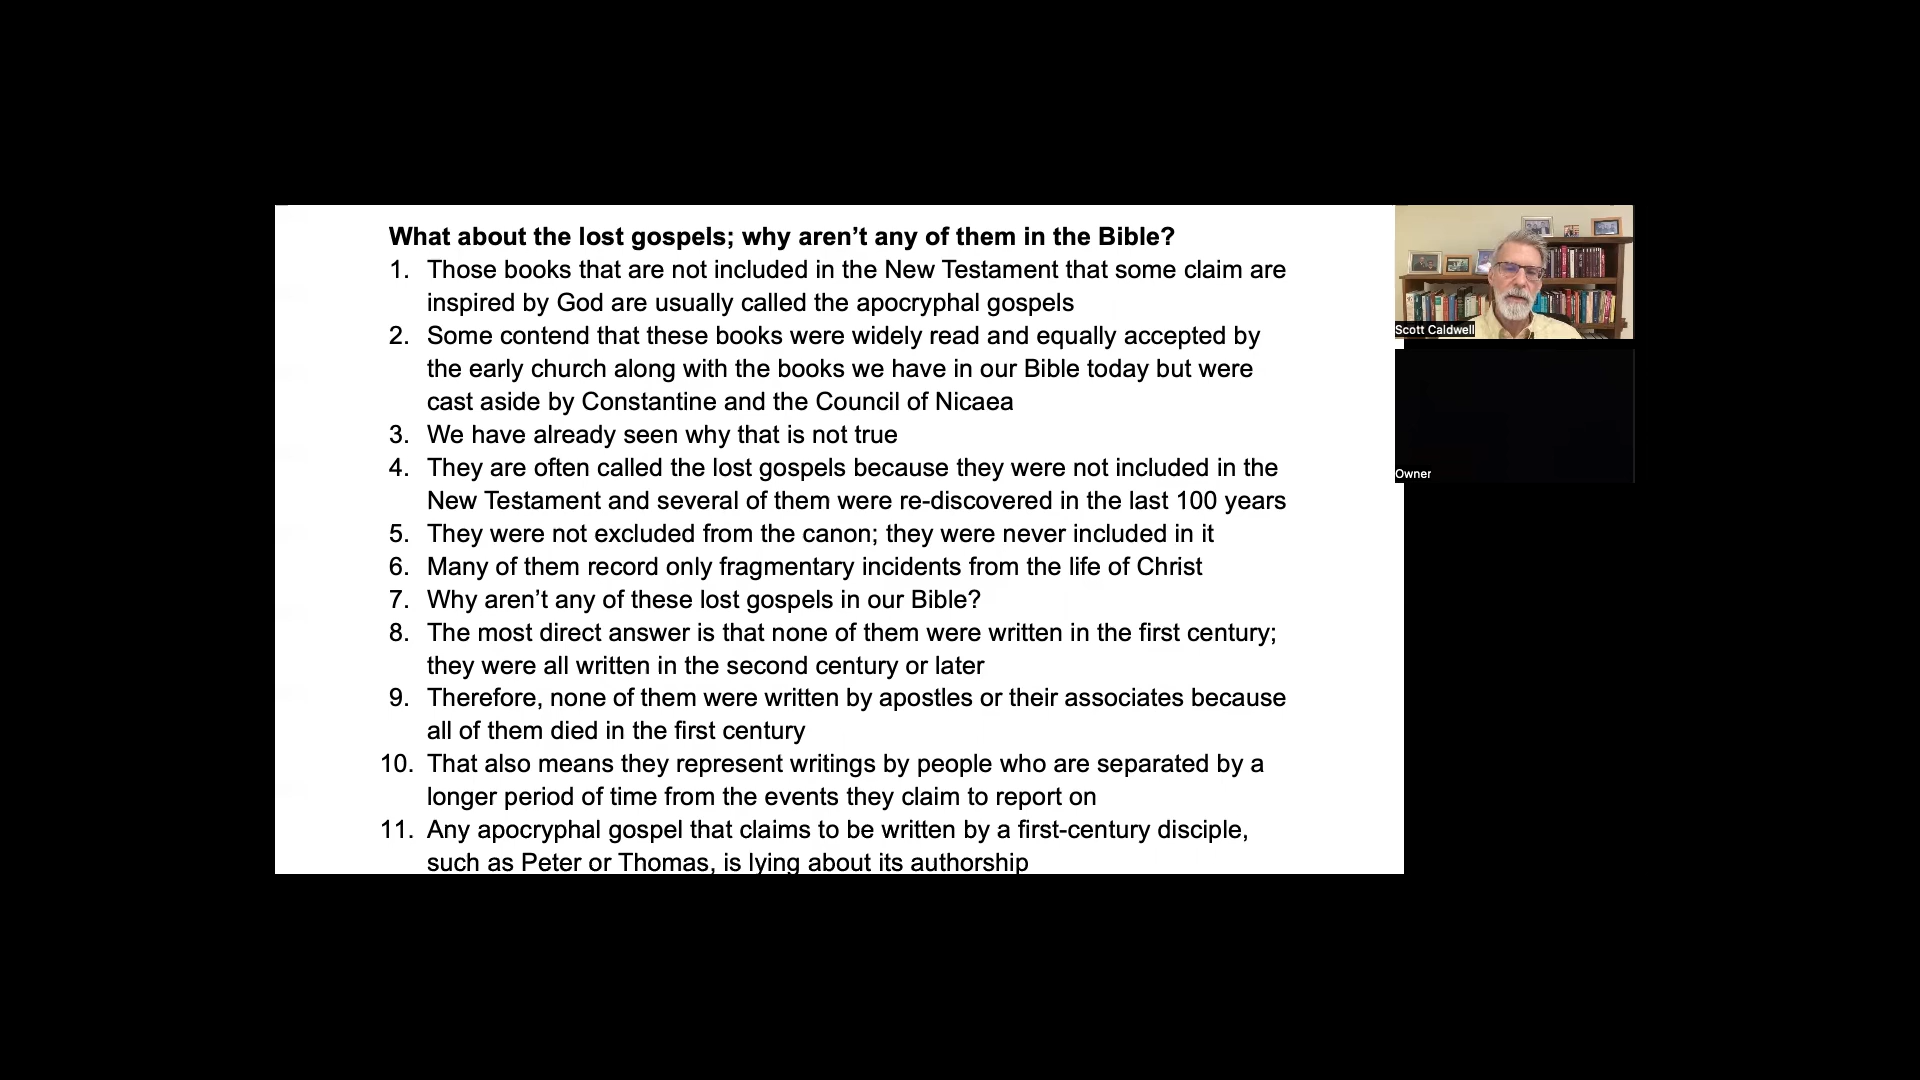 What about the lost gospels; why aren’t any of them in the Bible?
1. Those books that are not included in the New Testament that some claim are
inspired by God are usually called the apocryphal gospels
2. Some contend that these books were widely read and equally accepted by
the early church along with the books we have in our Bible today but were
cast aside by Constantine and the Council of Nicaea
3. We have already seen why that is not true
4. They are often called the lost gospels because they were not included in the
New Testament and several of them were re-discovered in the last 100 years
5. They were not excluded from the canon; they were never included in it
6. Many of them record only fragmentary incidents from the life of Christ
7. Why aren’t any of these lost gospels in our Bible?
8. The most direct answer is that none of them were written in the first century;
they were all written in the second century or later
9. Therefore, none of them were written by apostles or their associates because
all of them died in the first century
10. That also means they represent writings by people who are separated by a
longer period of time from the events they claim to report on
11. Any apocryphal gospel that claims to be written by a first-century disciple,
such as Peter or Thomas, is lying about its authorship
Scott Caldwell
Owner